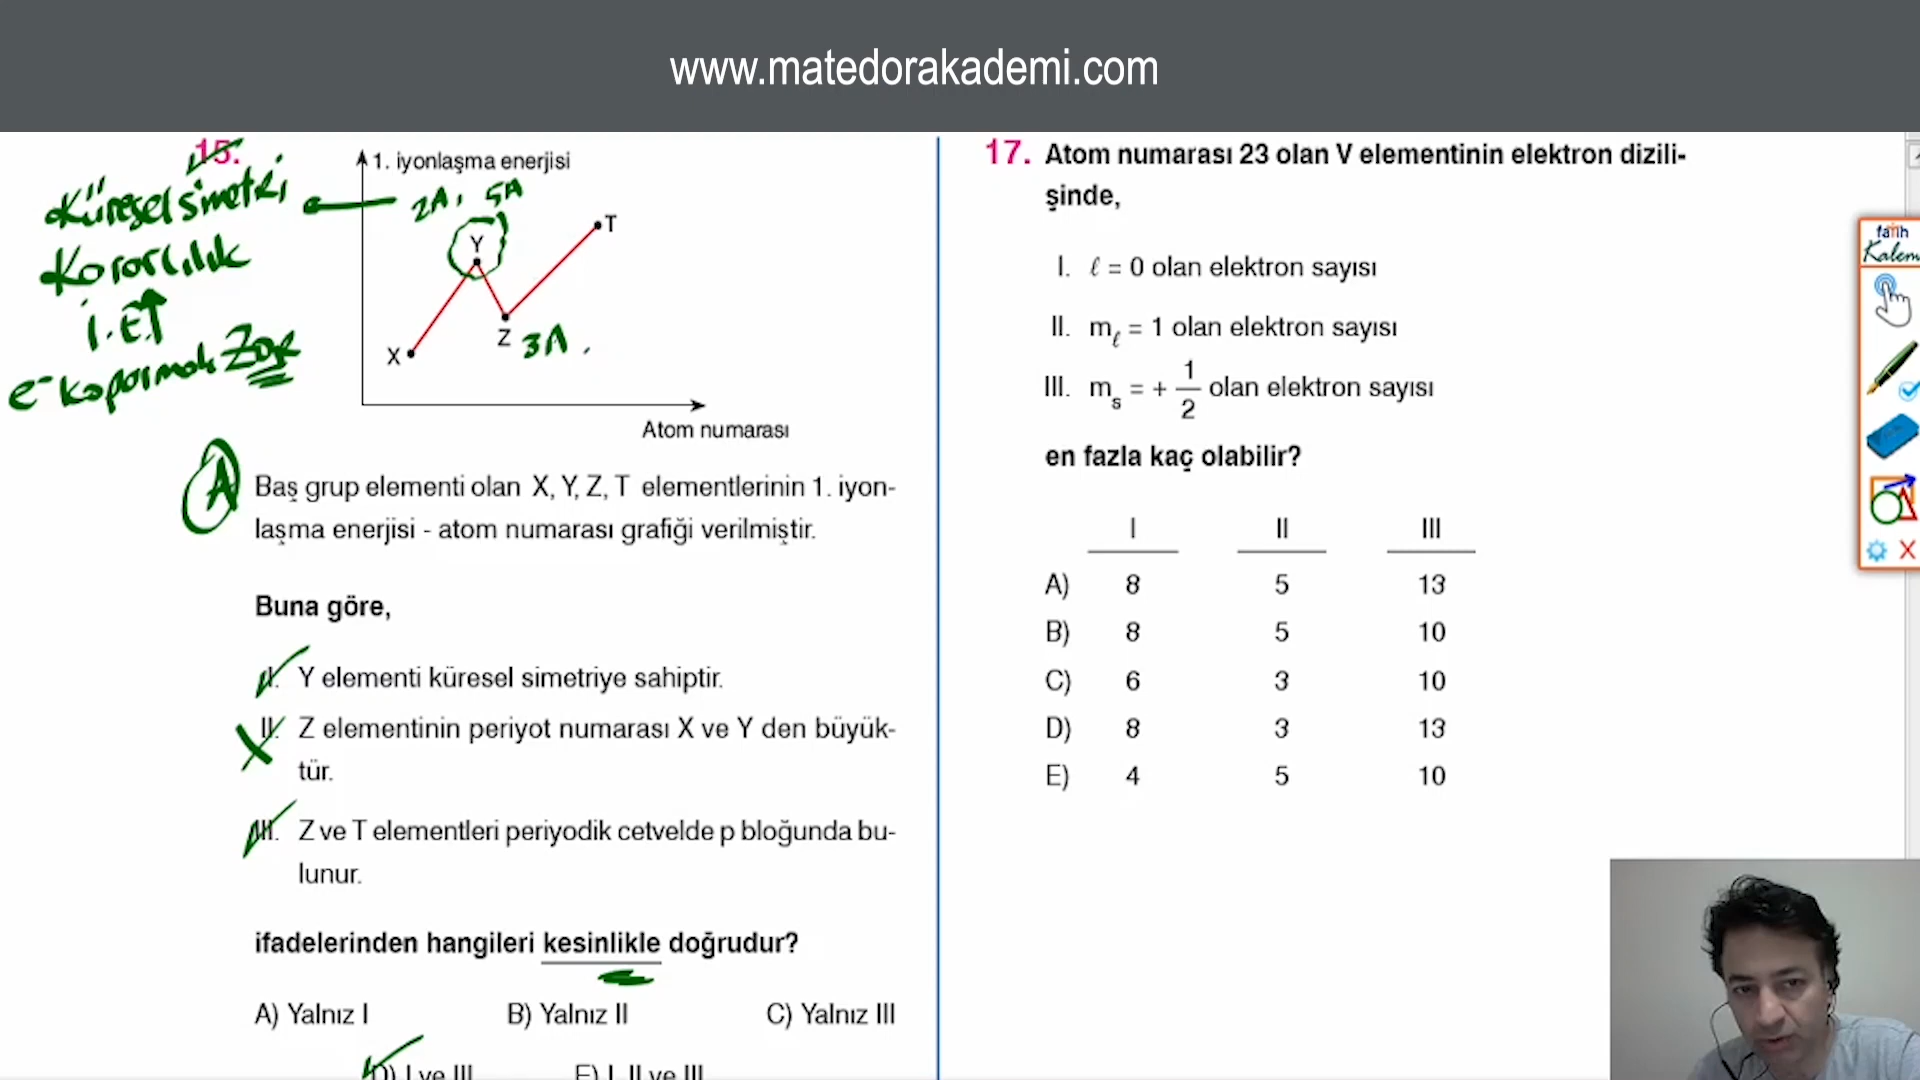 www.matedorakademi.com
15.
1. iyonlaşma enerjisi
Küresel simetri
2A, 5A
Kararlılık
Y
T
İ.E↑
Z 3A
X
e- koparmak Zor
Atom numarası
A
Baş grup elementi olan X, Y, Z, T elementlerinin 1. iyon-
laşma enerjisi - atom numarası grafiği verilmiştir.
Buna göre,
I. Y elementi küresel simetriye sahiptir.
II. Z elementinin periyot numarası X ve Y den büyük-
tür.
III. Z ve T elementleri periyodik cetvelde p bloğunda bu-
lunur.
ifadelerinden hangileri kesinlikle doğrudur?
A) Yalnız I B) Yalnız II C) Yalnız III
D) I ve III E) I, II ve III
17. Atom numarası 23 olan V elementinin elektron dizili-
şinde,
I. ℓ = 0 olan elektron sayısı
II. mℓ = 1 olan elektron sayısı
III. ms = + 1/2 olan elektron sayısı
en fazla kaç olabilir?
I II III
A) 8 5 13
B) 8 5 10
C) 6 3 10
D) 8 3 13
E) 4 5 10
fatih
Kalem